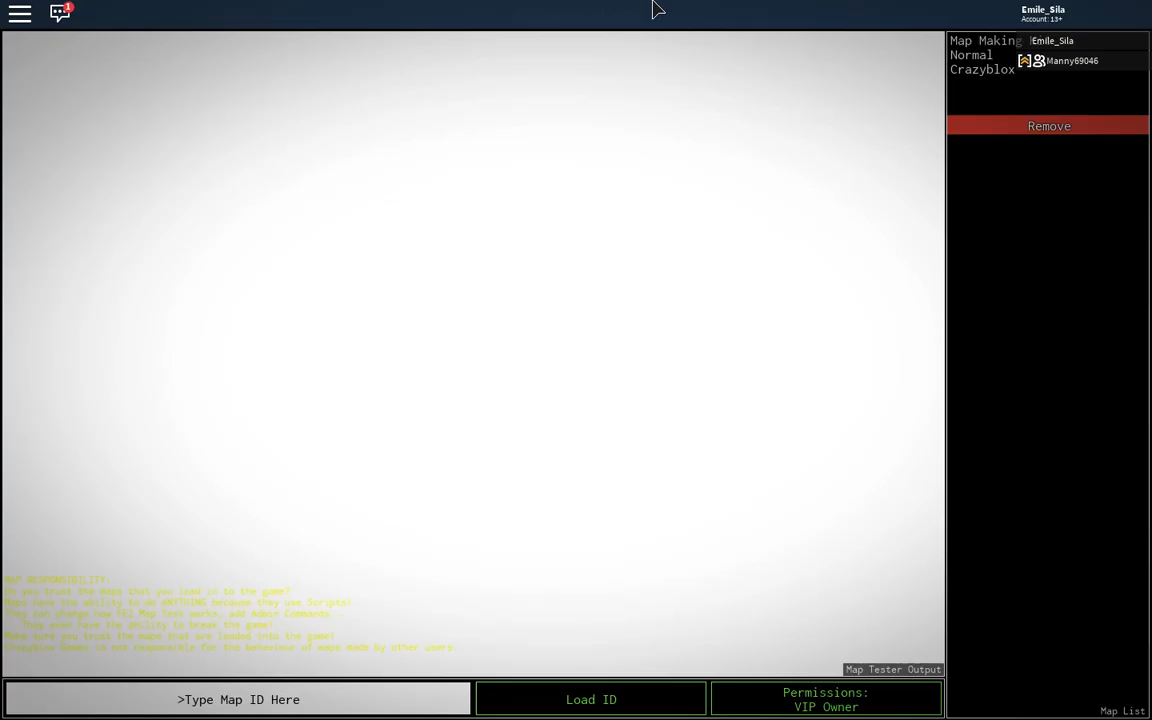 1
Emile_Sila
Account: 13+
Map Making
Emile_Sila
Normal
Manny69046
Crazyblox
Remove
MAP RESPONSIBILITY:
Do you trust the maps that you load in to the game?
Maps have the ability to do ANYTHING because they use Scripts!
They can change how FE2 Map Test works, add Admin Commands...
They even have the ability to break the game!
Make sure you trust the maps that are loaded into the game!
Crazyblox Games is not responsible for the behaviour of maps made by other users.
Map Tester Output
>Type Map ID Here
Load ID
Permissions:
VIP Owner
Map List